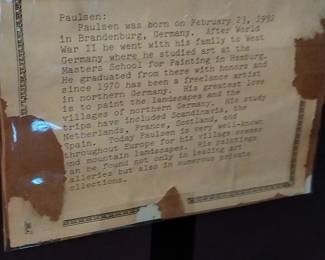 Paulsen:
Paulsen was born on February 23, 1932
in Brandenburg, Germany. After World
War II he went with his family to West
Germany where he studied art at the
Masters School for Painting in Hamburg.
He graduated from there with honors and
since 1970 has been a freelance artist
in northern Germany. His greatest love
is to paint the landscapes and the
villages of northern Germany. His study
trips have included Scandinavia, the
Netherlands, France, Scotland, and
Spain. Today Paulsen is very well-known
throughout Europe for his village scenes
and mountain landscapes. His paintings
can be found not only in leading art
alleries but also in numerous private
ollections.